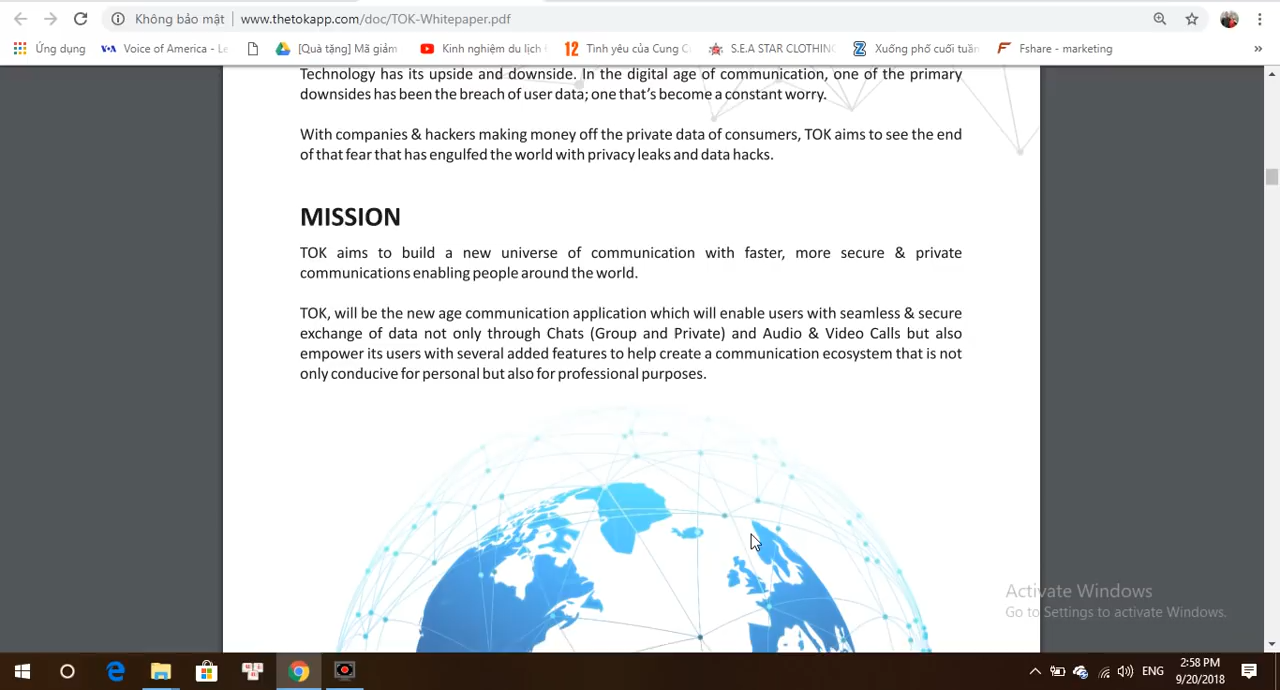 Không bảo mật
www.thetokapp.com/doc/TOK-Whitepaper.pdf
Ứng dụng
VOA
Voice of America - Le
[Quà tặng] Mã giảm
Kinh nghiệm du lịch
12
Tình yêu của Cung C
S.E.A STAR CLOTHING
Z
Xuống phố cuối tuần
F
Fshare - marketing
»
Technology has its upside and downside. In the digital age of communication, one of the primary
downsides has been the breach of user data; one that's become a constant worry.
With companies & hackers making money off the private data of consumers, TOK aims to see the end
of that fear that has engulfed the world with privacy leaks and data hacks.
MISSION
TOK aims to build a new universe of communication with faster, more secure & private
communications enabling people around the world.
TOK, will be the new age communication application which will enable users with seamless & secure
exchange of data not only through Chats (Group and Private) and Audio & Video Calls but also
empower its users with several added features to help create a communication ecosystem that is not
only conducive for personal but also for professional purposes.
Activate Windows
Go to Settings to activate Windows.
ENG
2:58 PM
9/20/2018